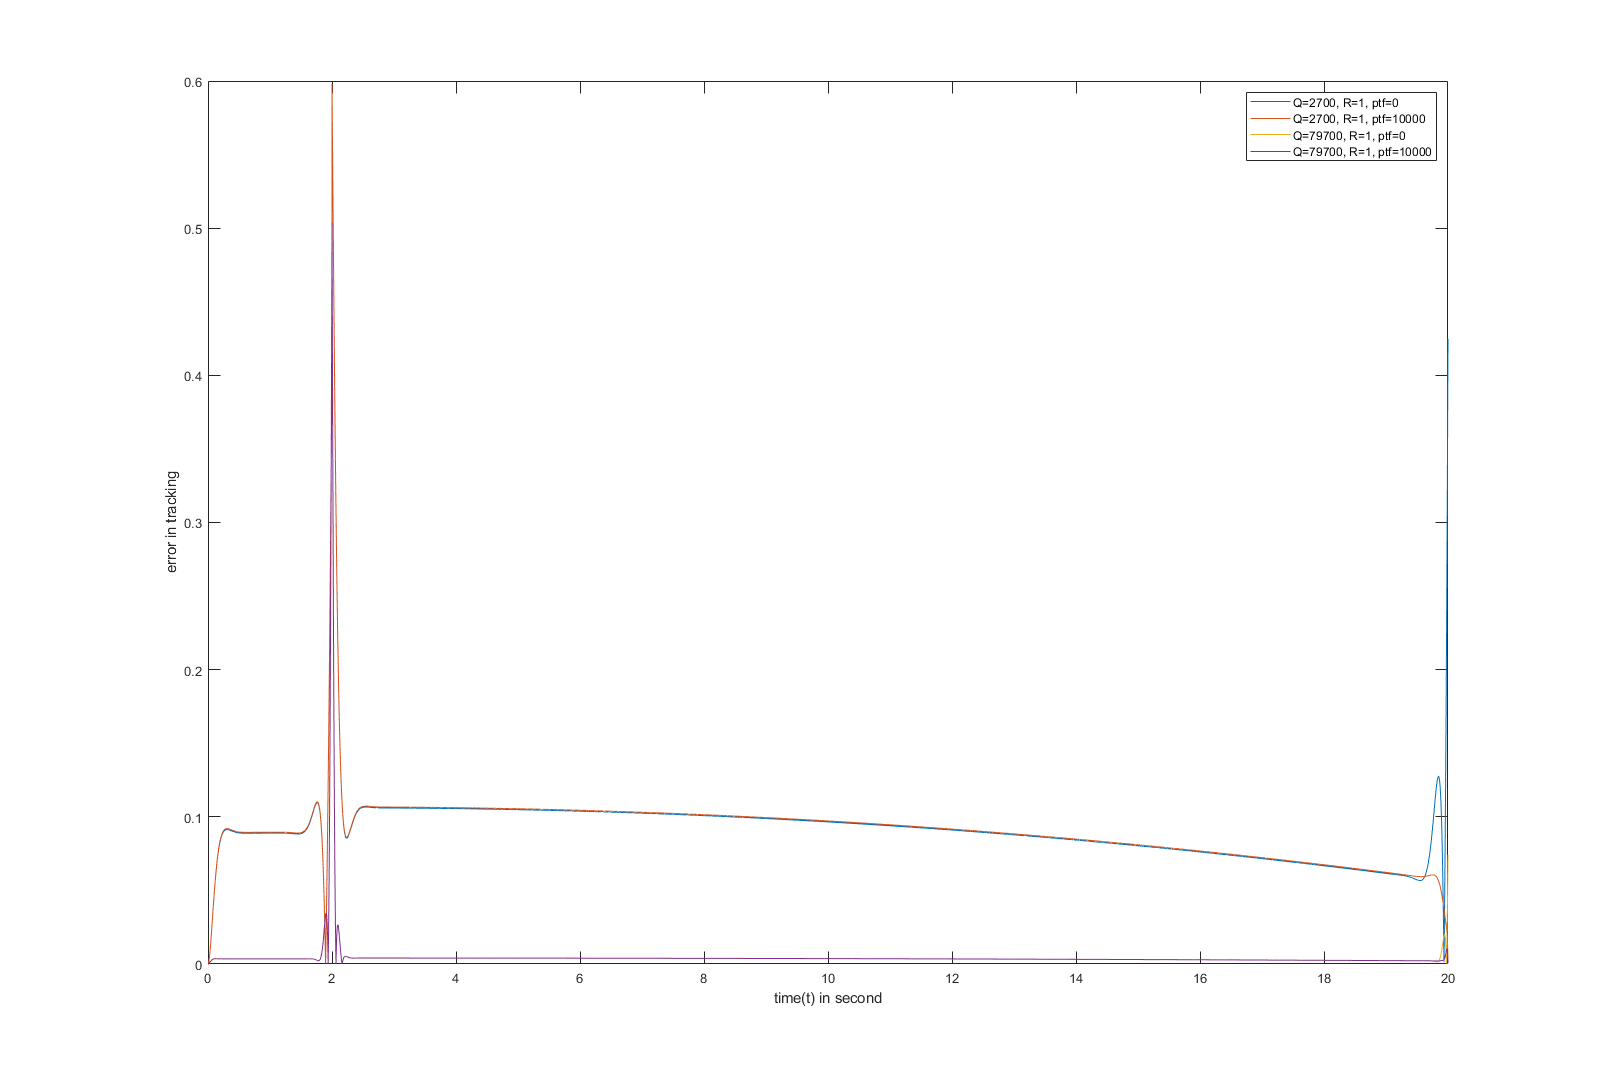 0.6
0.5
0.4
0.3
0.2
0.1
0
error in tracking
Q=2700, R=1, ptf=0
Q=2700, R=1, ptf=10000
Q=79700, R=1, ptf=0
Q=79700, R=1, ptf=10000
0 2 4 6 8 10 12 14 16 18 20
time(t) in second